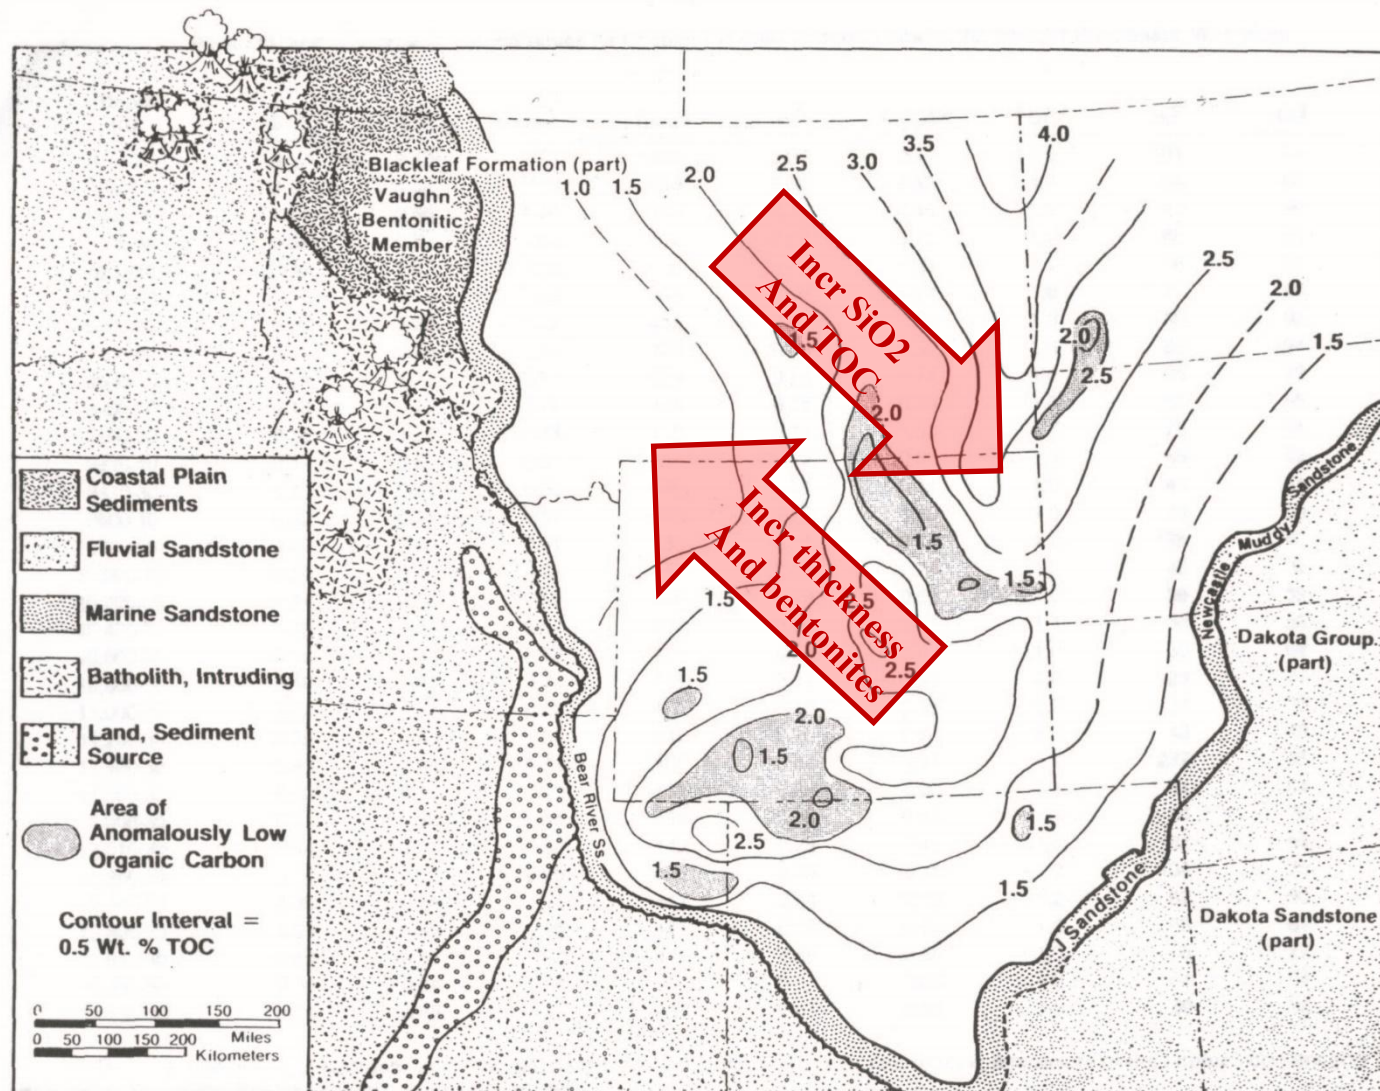 4.0
3.5
3.0
2.5
2.0
1.5
1.0
Blackleaf Formation (part)
Vaughn
Bentonitic
Member
2.5
2.0
1.5
Incr SiO2
And TOC
1.5
2.0
2.5
2.0
Incr thickness
And bentonites
1.5
1.5
1.5
2.5
2.0
2.5
1.5
2.0
1.5
2.0
2.5
1.5
1.5
1.5
Newcastle
Muddy
Sandstone
Dakota Group
(part)
Bear River Ss
J Sandstone
Dakota Sandstone
(part)
Coastal Plain
Sediments
Fluvial Sandstone
Marine Sandstone
Batholith, Intruding
Land, Sediment
Source
Area of
Anomalously Low
Organic Carbon
Contour Interval =
0.5 Wt. % TOC
0 50 100 150 200
Miles
0 50 100 150 200
Kilometers